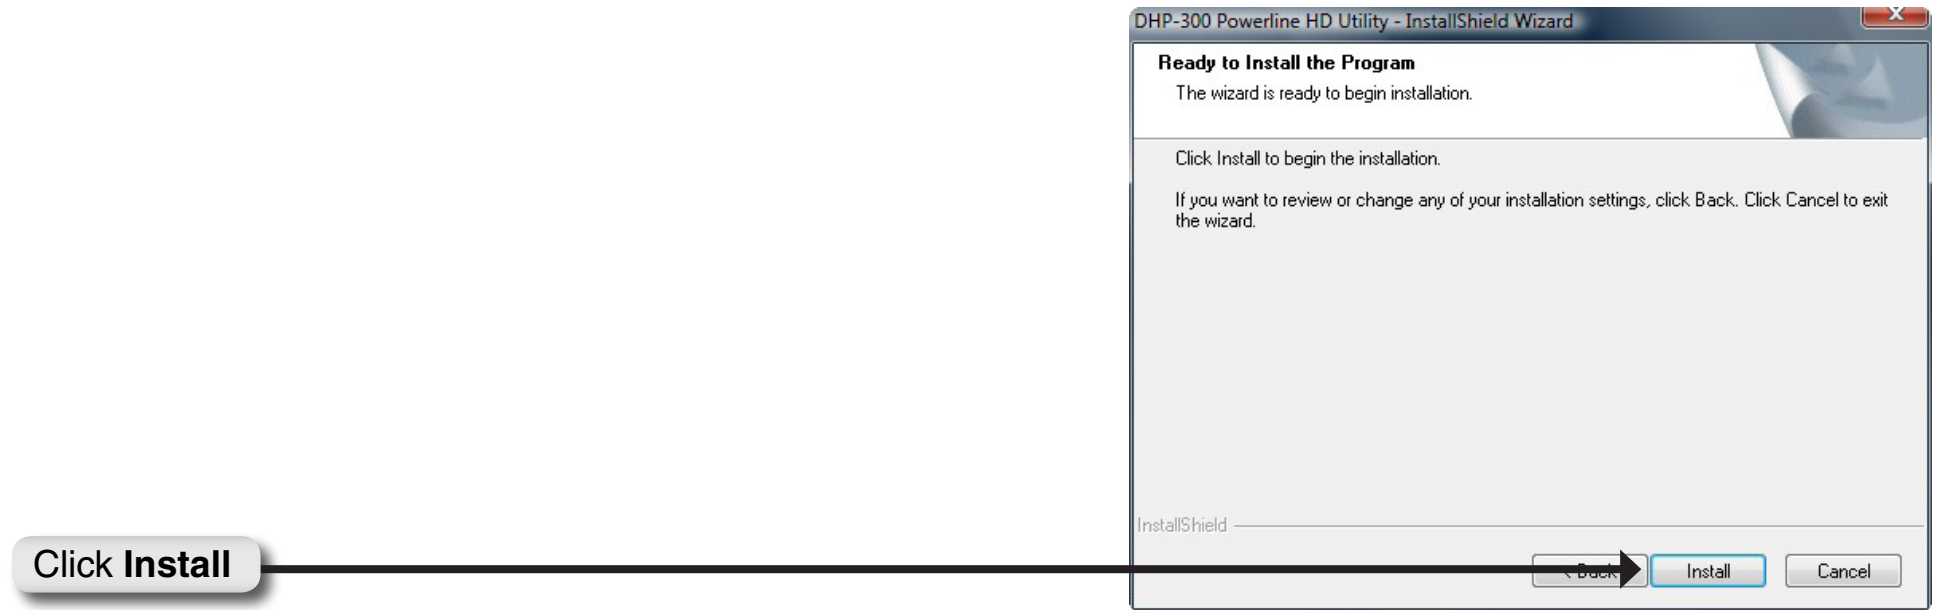 DHP-300 Powerline HD Utility - InstallShield Wizard
Ready to Install the Program
The wizard is ready to begin installation.
Click Install to begin the installation.
If you want to review or change any of your installation settings, click Back. Click Cancel to exit
the wizard.
InstallShield
Click Install
< Back Install Cancel